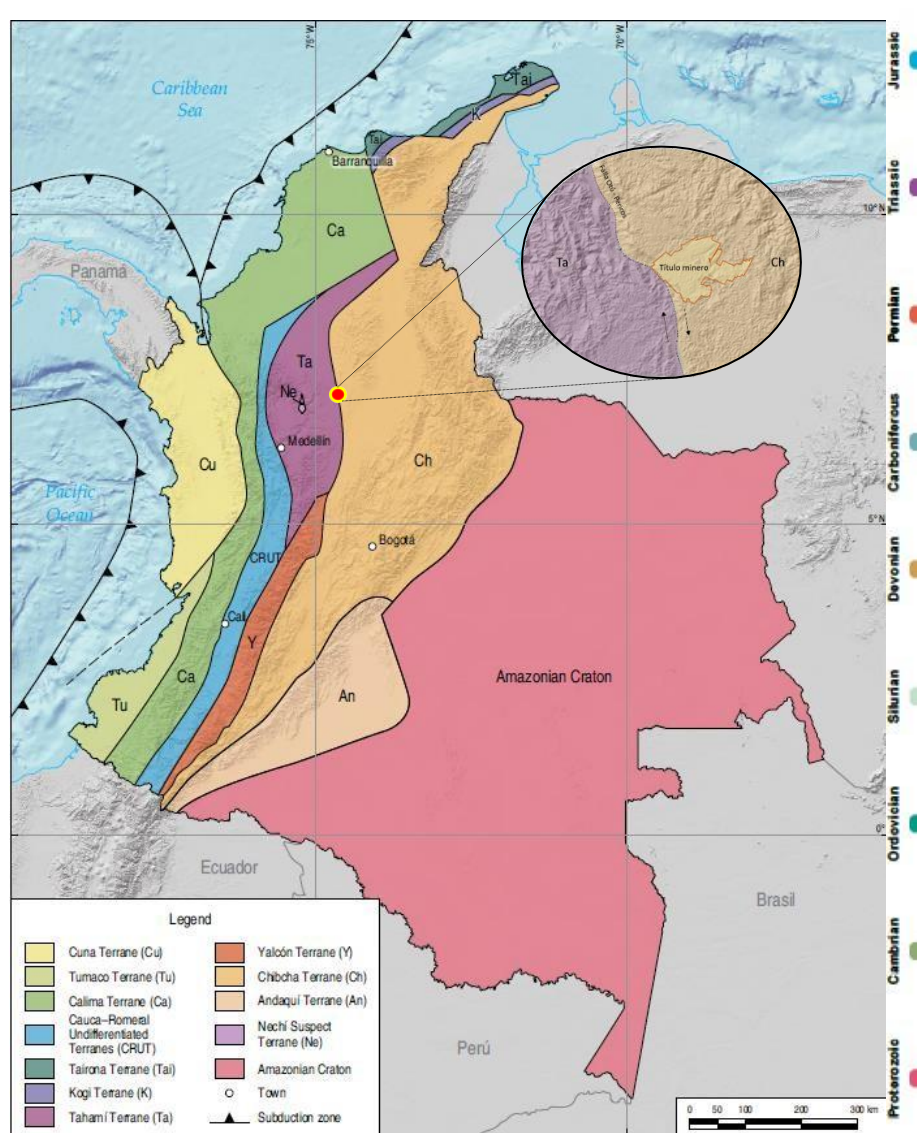 75°W
70°W
Caribbean
Sea
Tai
K
Tai
Barranquilla
10°N
Ca
Panamá
Falla Otú - Pericos
Ta
Título minero
Ch
Ta
Ne
Medellín
Cu
Ch
Pacific
Ocean
5°N
Bogotá
CRUT
Cali
Y
Ca
Amazonian Craton
An
Tu
0°
Ecuador
Brasil
Perú
Legend
Cuna Terrane (Cu)
Tumaco Terrane (Tu)
Calima Terrane (Ca)
Cauca–Romeral
Undifferentiated
Terranes (CRUT)
Tairona Terrane (Tai)
Kogi Terrane (K)
Tahamí Terrane (Ta)
Yalcón Terrane (Y)
Chibcha Terrane (Ch)
Andaquí Terrane (An)
Nechí Suspect
Terrane (Ne)
Amazonian Craton
Town
Subduction zone
0 50 100 200 300 km
Jurassic
Triassic
Permian
Carboniferous
Devonian
Silurian
Ordovician
Cambrian
Proterozoic